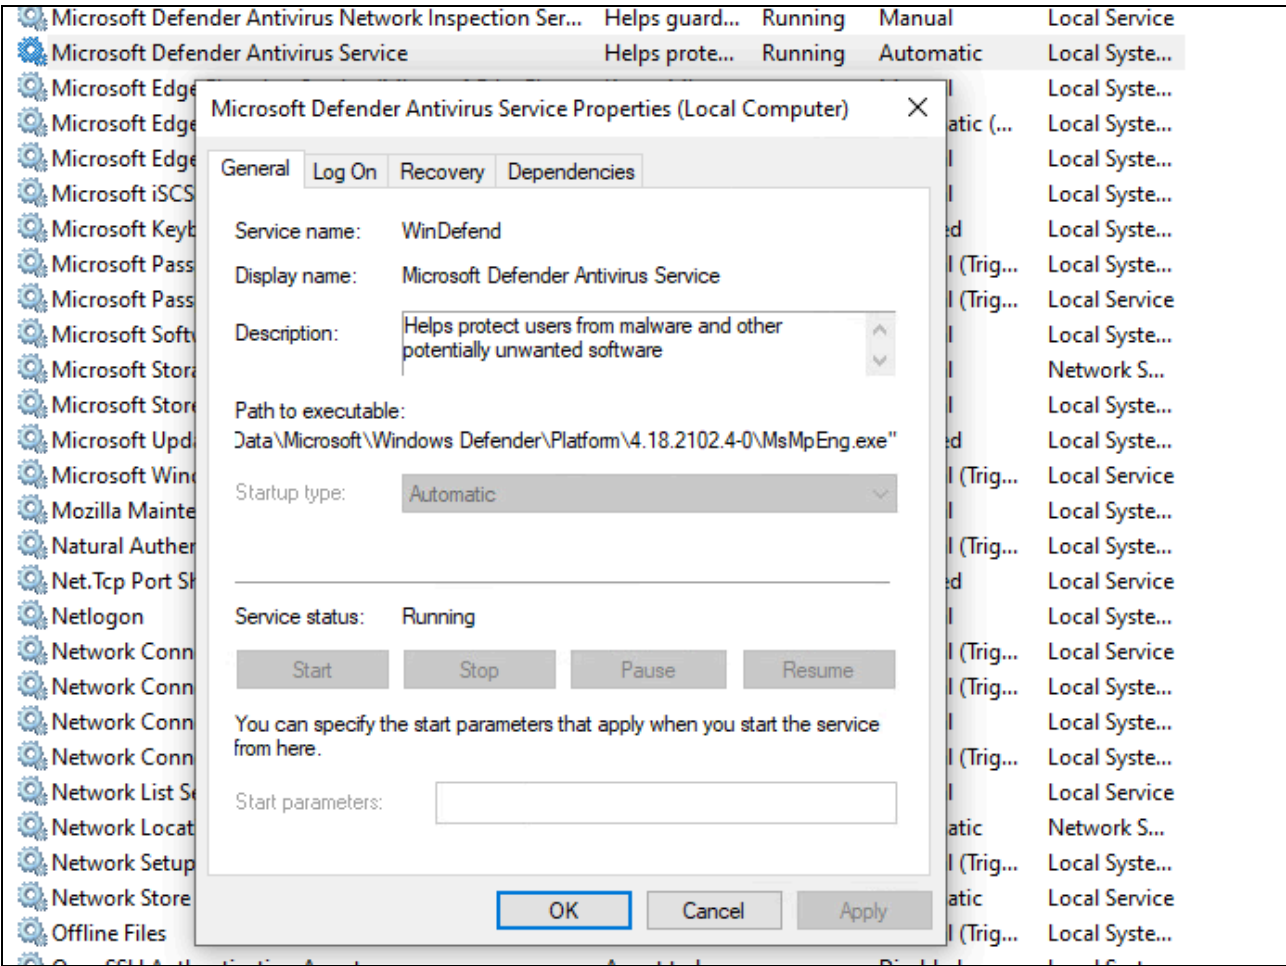 Microsoft Defender Antivirus Network Inspection Ser... Helps guard... Running Manual Local Service
Microsoft Defender Antivirus Service Helps prote... Running Automatic Local Syste...
Microsoft Edge Local Syste...
Microsoft Defender Antivirus Service Properties (Local Computer)
Microsoft Edge atic (... Local Syste...
Microsoft Edge Local Syste...
General Log On Recovery Dependencies
Microsoft iSCS Local Syste...
Microsoft Keyb ed Local Syste...
Service name: WinDefend
Microsoft Pass l (Trig... Local Syste...
Display name: Microsoft Defender Antivirus Service
Microsoft Pass l (Trig... Local Service
Microsoft Soft Local Syste...
Description: Helps protect users from malware and other
potentially unwanted software
Microsoft Stora Network S...
Microsoft Store Local Syste...
Path to executable:
Microsoft Upd ed Local Syste...
Data\Microsoft\Windows Defender\Platform\4.18.2102.4-0\MsMpEng.exe"
Microsoft Wind l (Trig... Local Service
Startup type: Automatic
Mozilla Mainte Local Syste...
Natural Auther l (Trig... Local Syste...
Net.Tcp Port Sh ed Local Service
Netlogon Local Syste...
Service status: Running
Network Conn l (Trig... Local Service
Start Stop Pause Resume
Network Conn l (Trig... Local Syste...
Network Conn Local Syste...
You can specify the start parameters that apply when you start the service
from here.
Network Conn l (Trig... Local Syste...
Network List Se Local Service
Start parameters:
Network Locat atic Network S...
Network Setup l (Trig... Local Syste...
Network Store atic Local Service
OK Cancel Apply
Offline Files l (Trig... Local Syste...